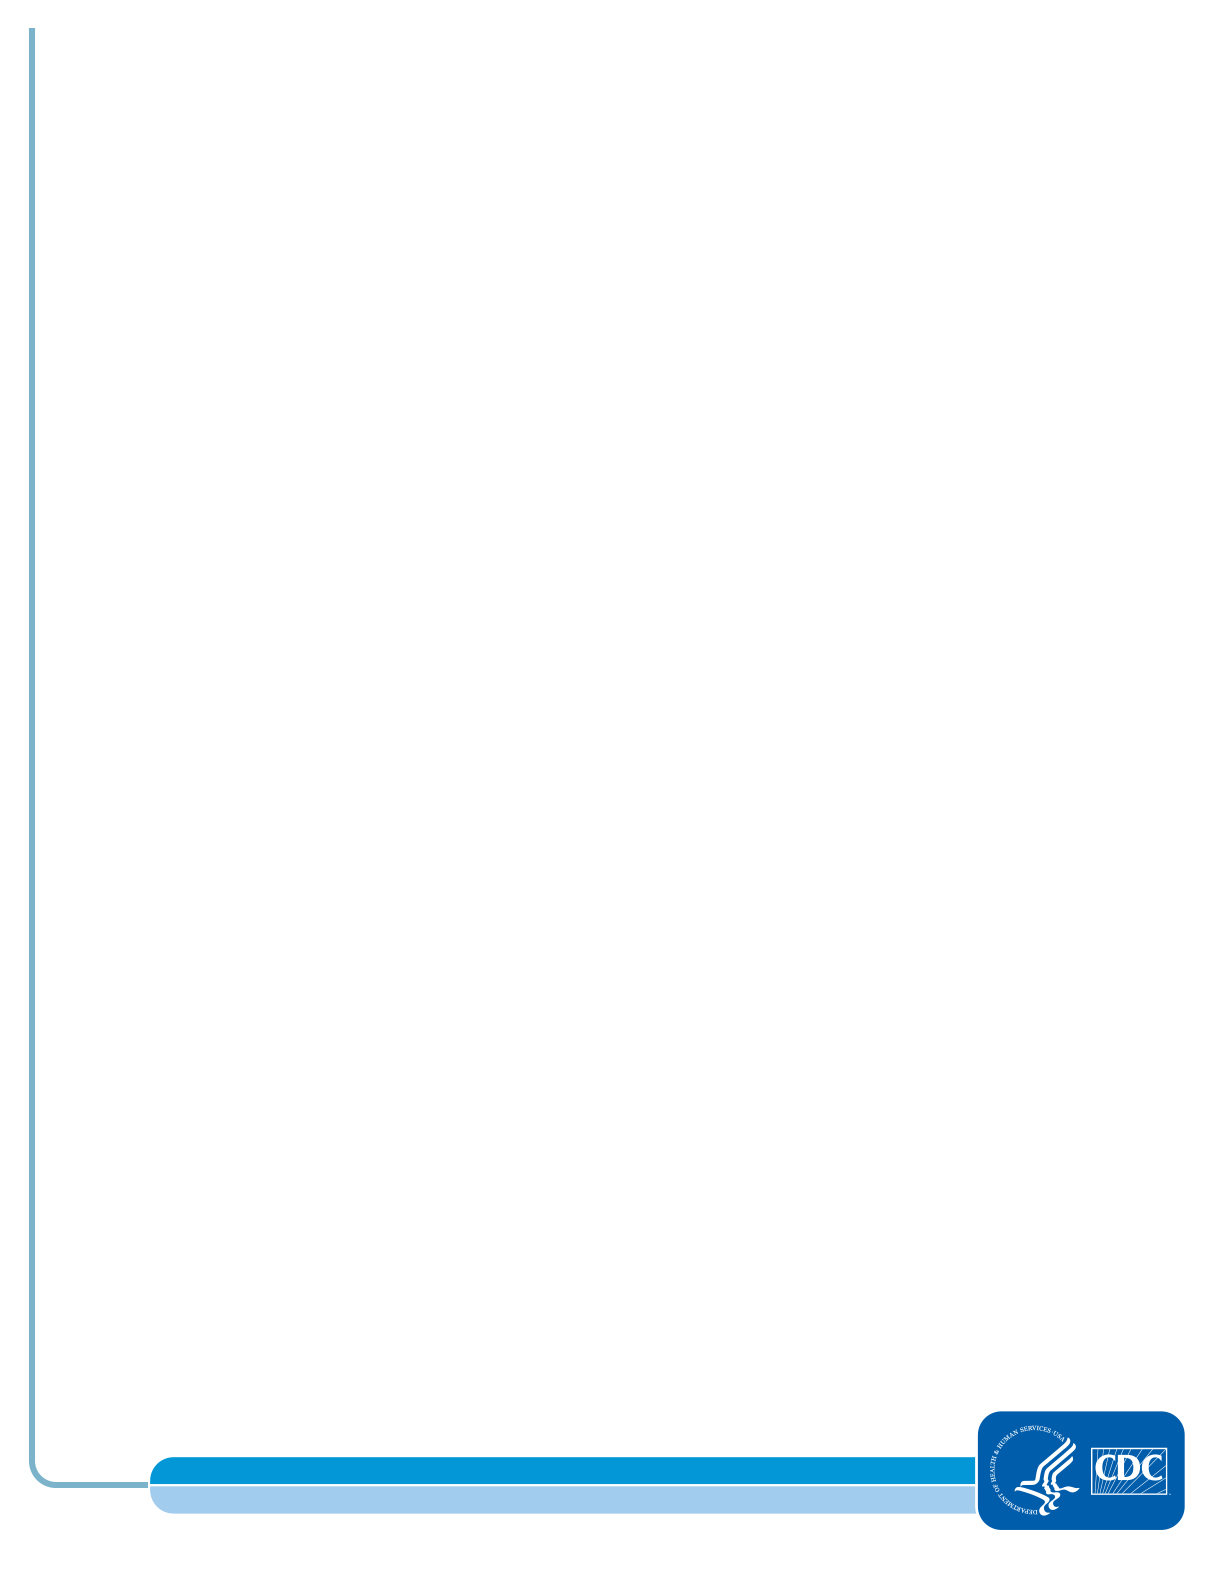 DEPARTMENT OF HEALTH & HUMAN SERVICES·USA
CDC